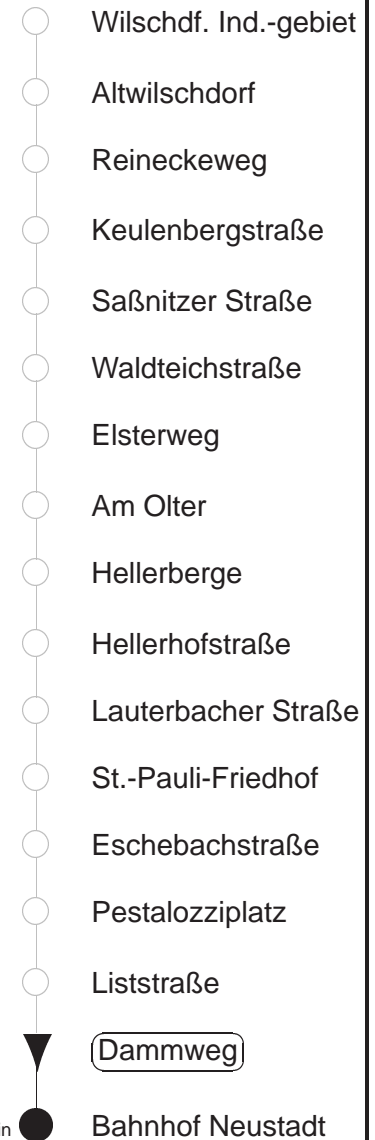 Wilschdf. Ind.-gebiet
Altwilschdorf
Reineckeweg
Keulenbergstraße
Saßnitzer Straße
Waldteichstraße
Elsterweg
Am Olter
Hellerberge
Hellerhofstraße
Lauterbacher Straße
St.-Pauli-Friedhof
Eschebachstraße
Pestalozziplatz
Liststraße
Dammweg
in Bahnhof Neustadt